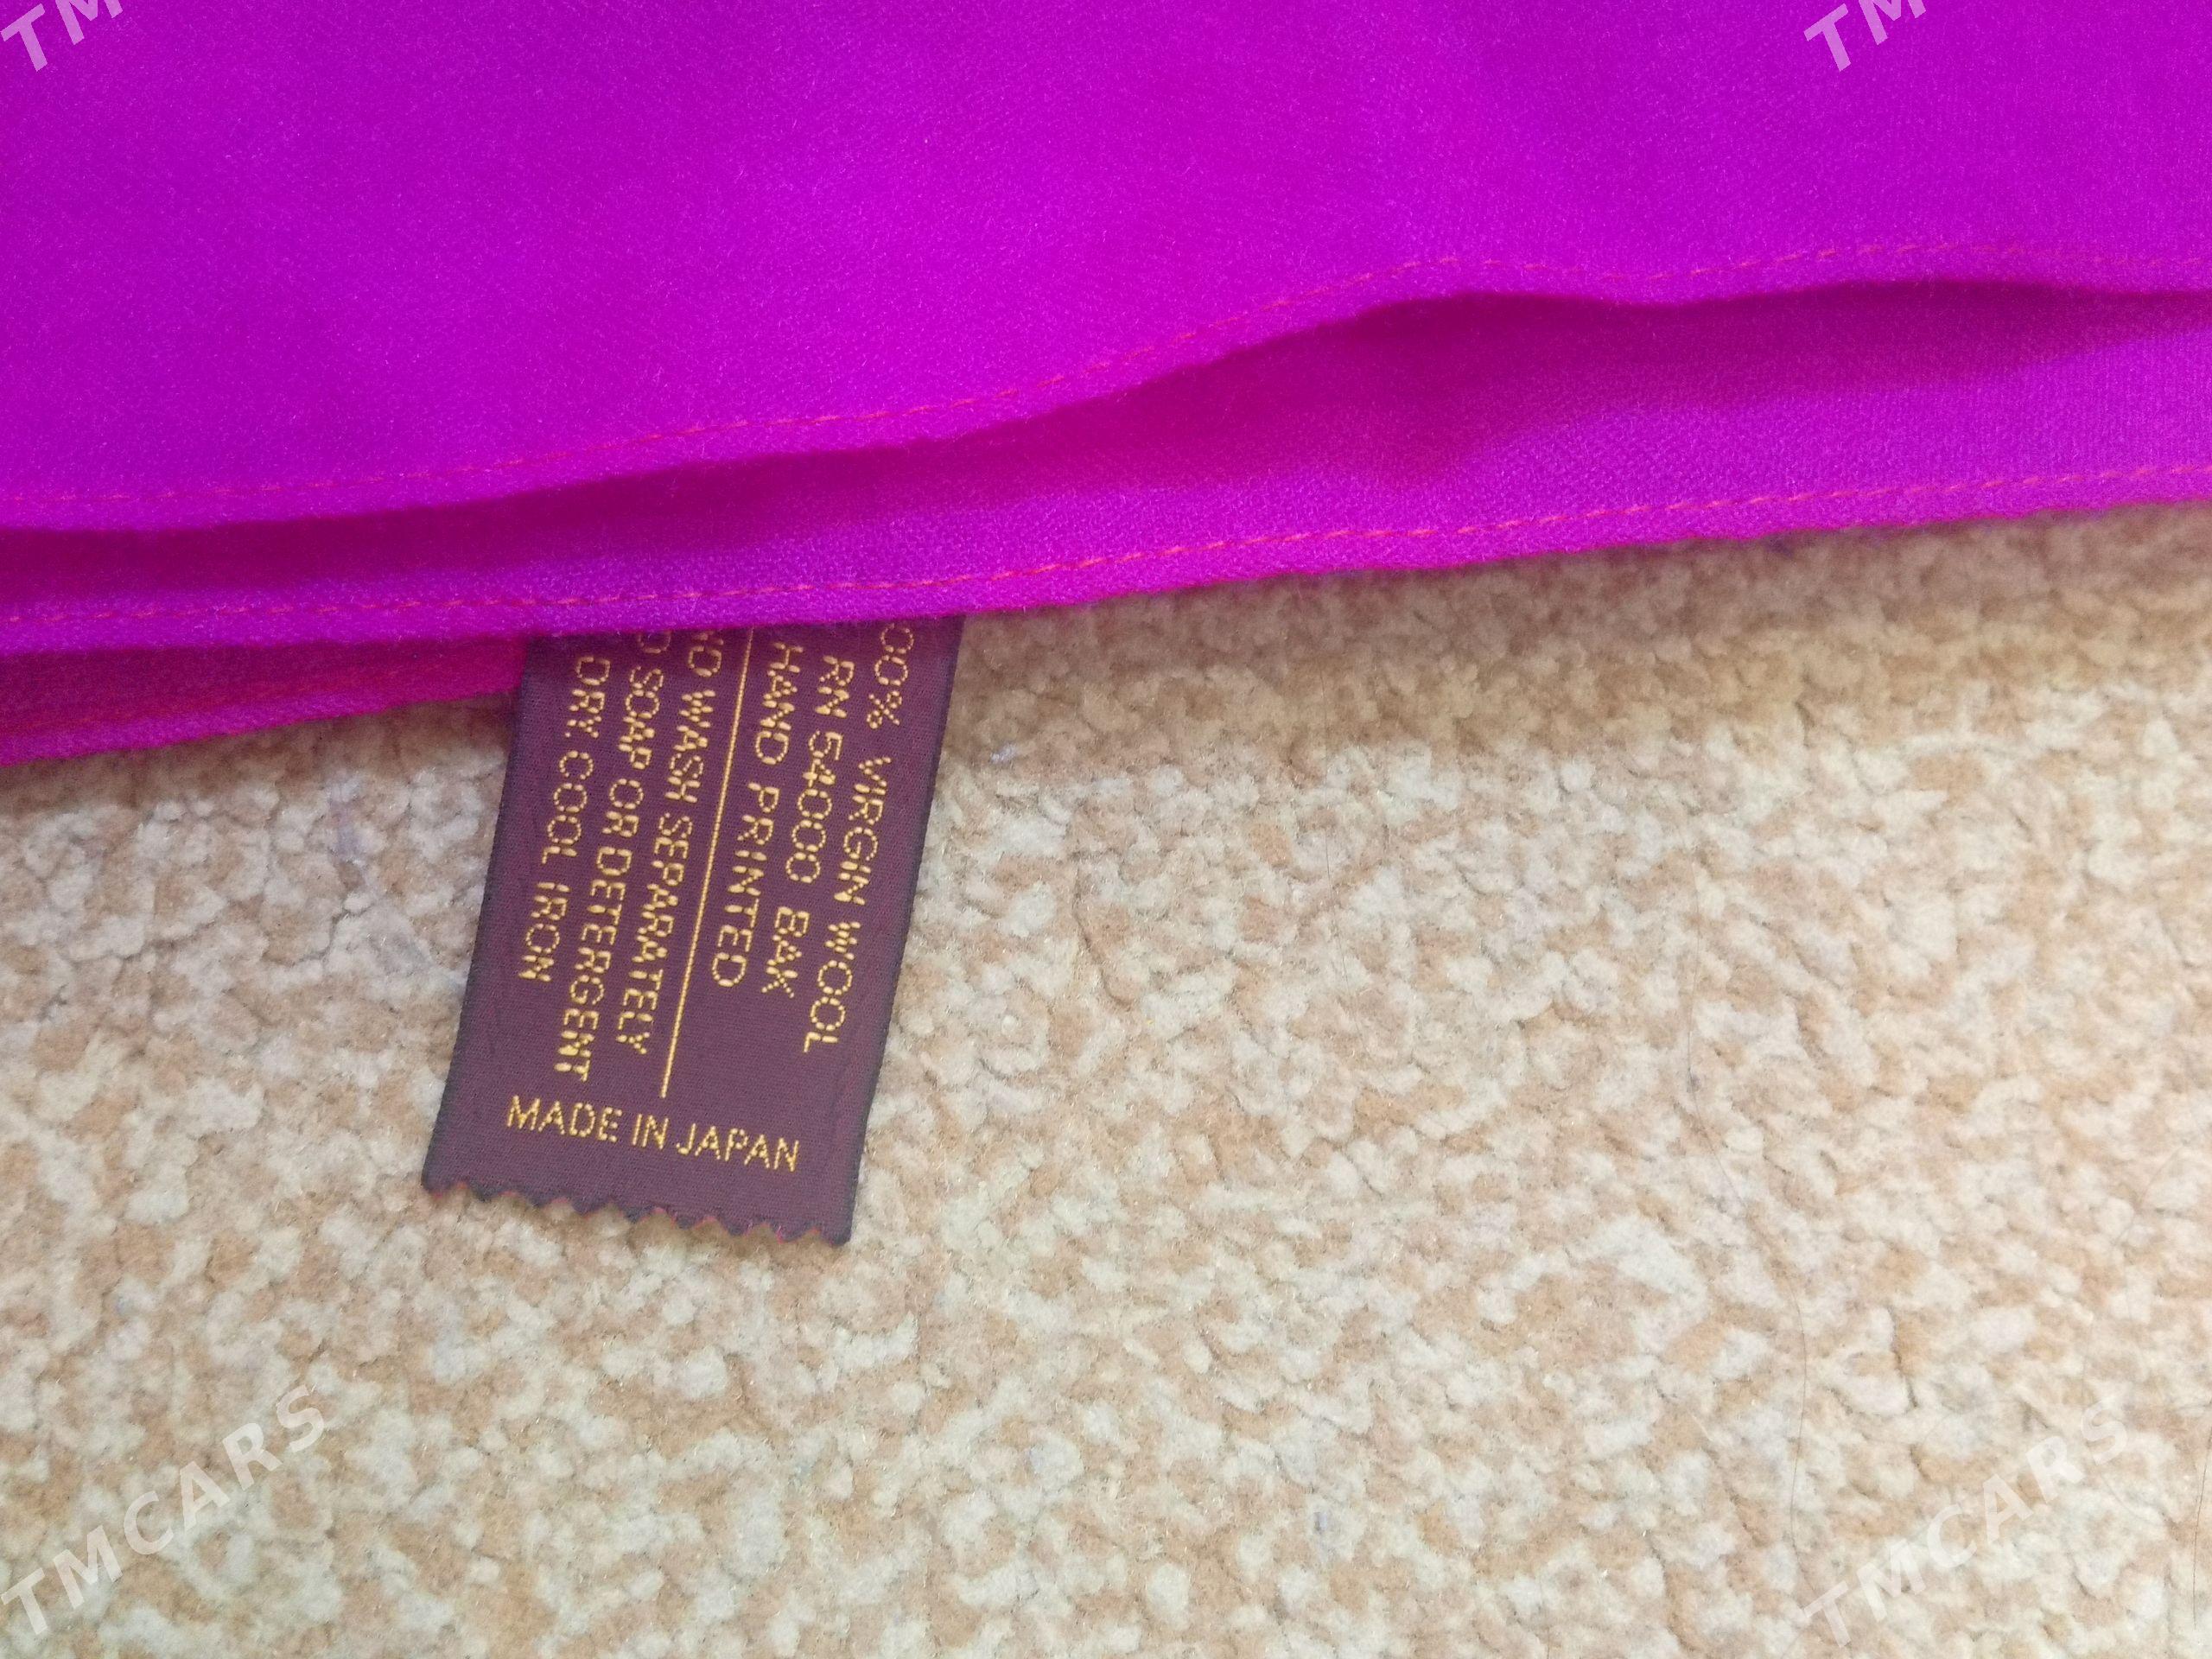 00% VIRGIN WOOL
RN 54000 BAK
HAND PRINTED
WASH SEPARATELY
SOAP OR DETERGENT
DRY. COOL IRON
MADE IN JAPAN
TM
TM
TMCARS
TMCARS